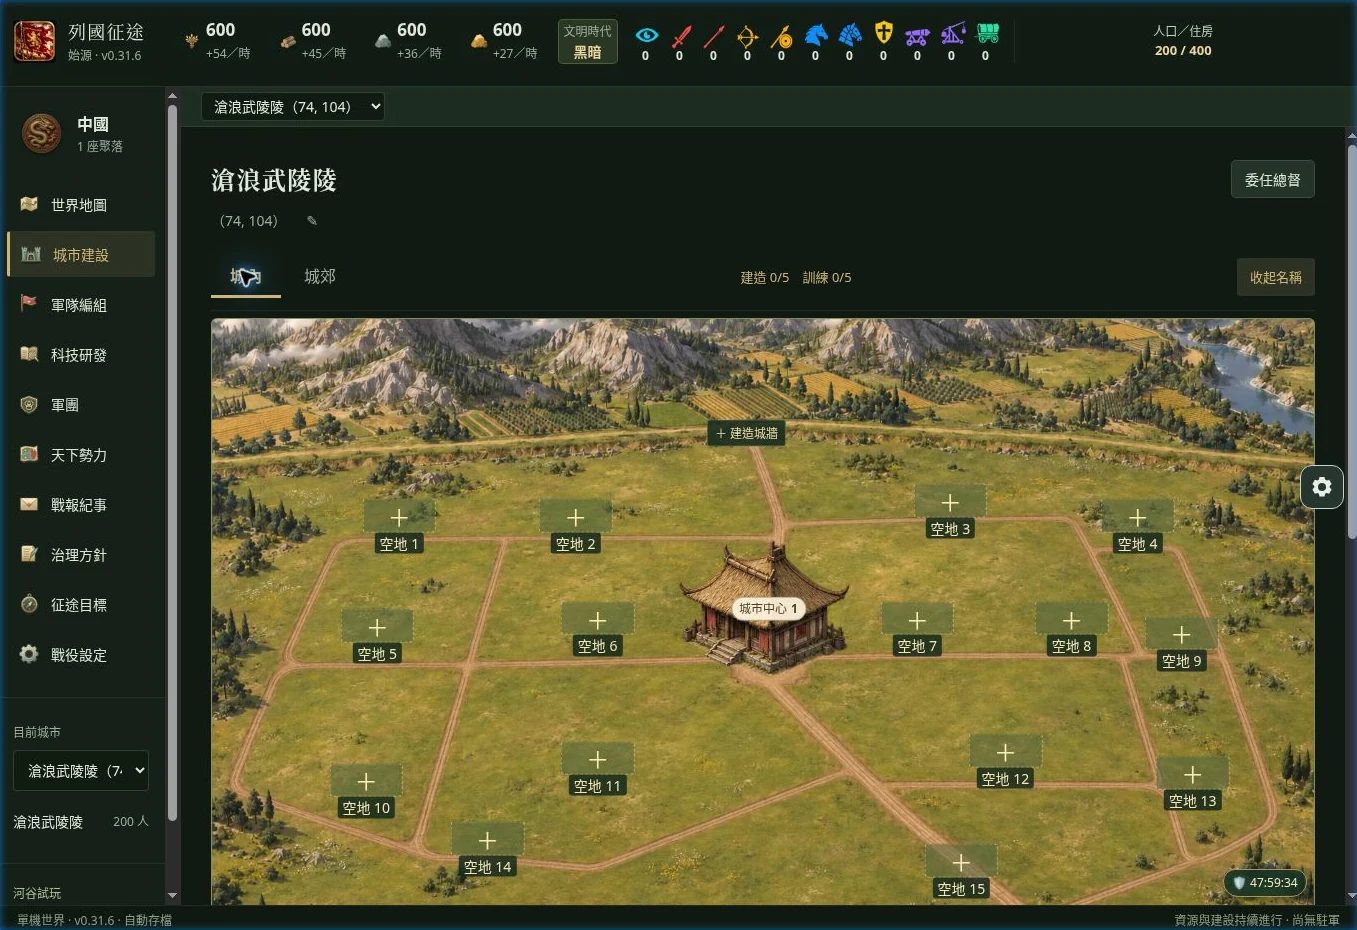 列國征途
始源 · v0.31.6
600
+54／時
600
+45／時
600
+36／時
600
+27／時
文明時代
黑暗
0 0 0 0 0 0 0 0 0 0 0
人口／住房
200 / 400
滄浪武陵陵（74, 104）
中國
1 座聚落
世界地圖
城市建設
軍隊編組
科技研發
軍團
天下勢力
戰報紀事
治理方針
征途目標
戰役設定
目前城市
滄浪武陵陵（74
滄浪武陵陵 200 人
河谷試玩
滄浪武陵陵
委任總督
（74, 104） ✎
城郊
建造 0/5 訓練 0/5
收起名稱
＋ 建造城牆
空地 1
空地 2
空地 3
空地 4
城市中心 1
空地 5
空地 6
空地 7
空地 8
空地 9
空地 10
空地 11
空地 12
空地 13
空地 14
空地 15
47:59:34
單機世界 · v0.31.6 · 自動存檔
資源與建設持續進行 · 尚無駐軍